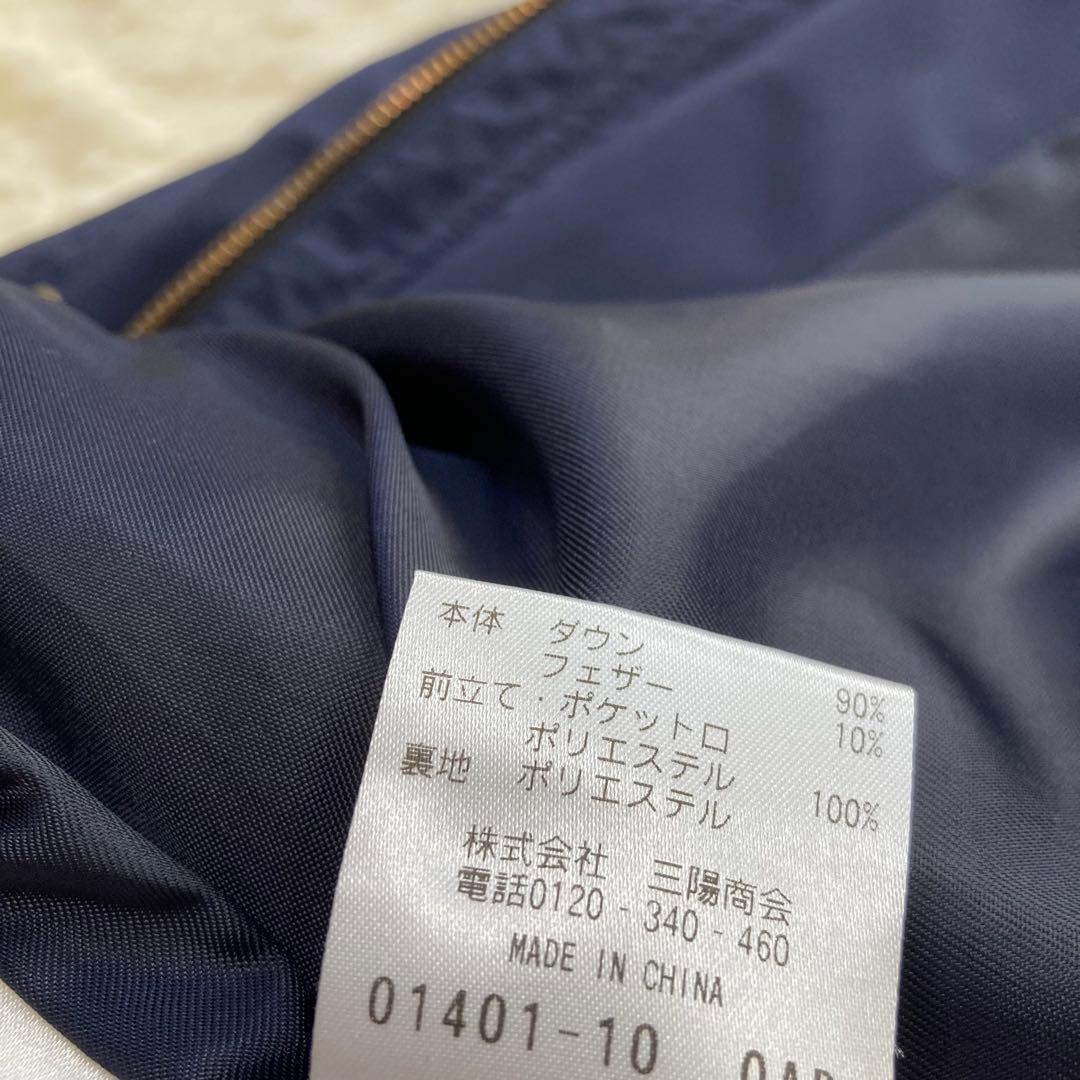 本体 ダウン 90%
フェザー 10%
前立て・ポケット口
ポリエステル
裏地 ポリエステル 100%
株式会社 三陽商会
電話0120-340-460
MADE IN CHINA
01401-10